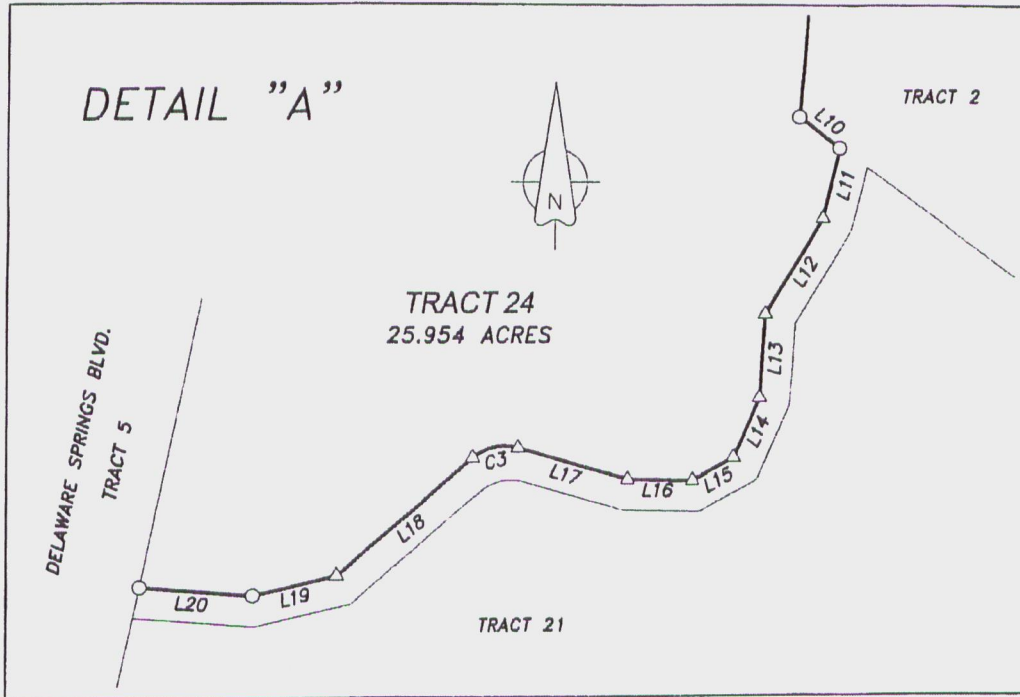 DETAIL "A"
TRACT 2
L10
L11
N
L12
TRACT 24
25.954 ACRES
L13
DELAWARE SPRINGS BLVD.
TRACT 5
L14
C3
L17
L15
L16
L18
L20
L19
TRACT 21